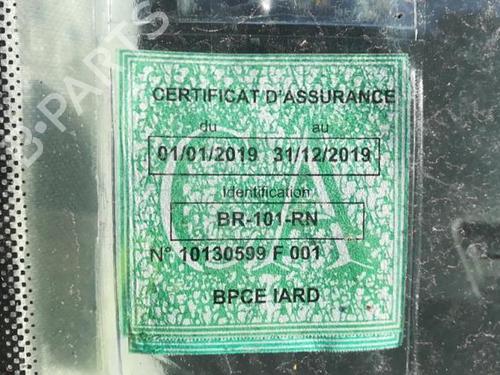 CERTIFICAT D'ASSURANCE
du au
01/01/2019 31/12/2019
Identification
BR-101-RN
N° 10130599 F 001
BPCE IARD
B-PARTS